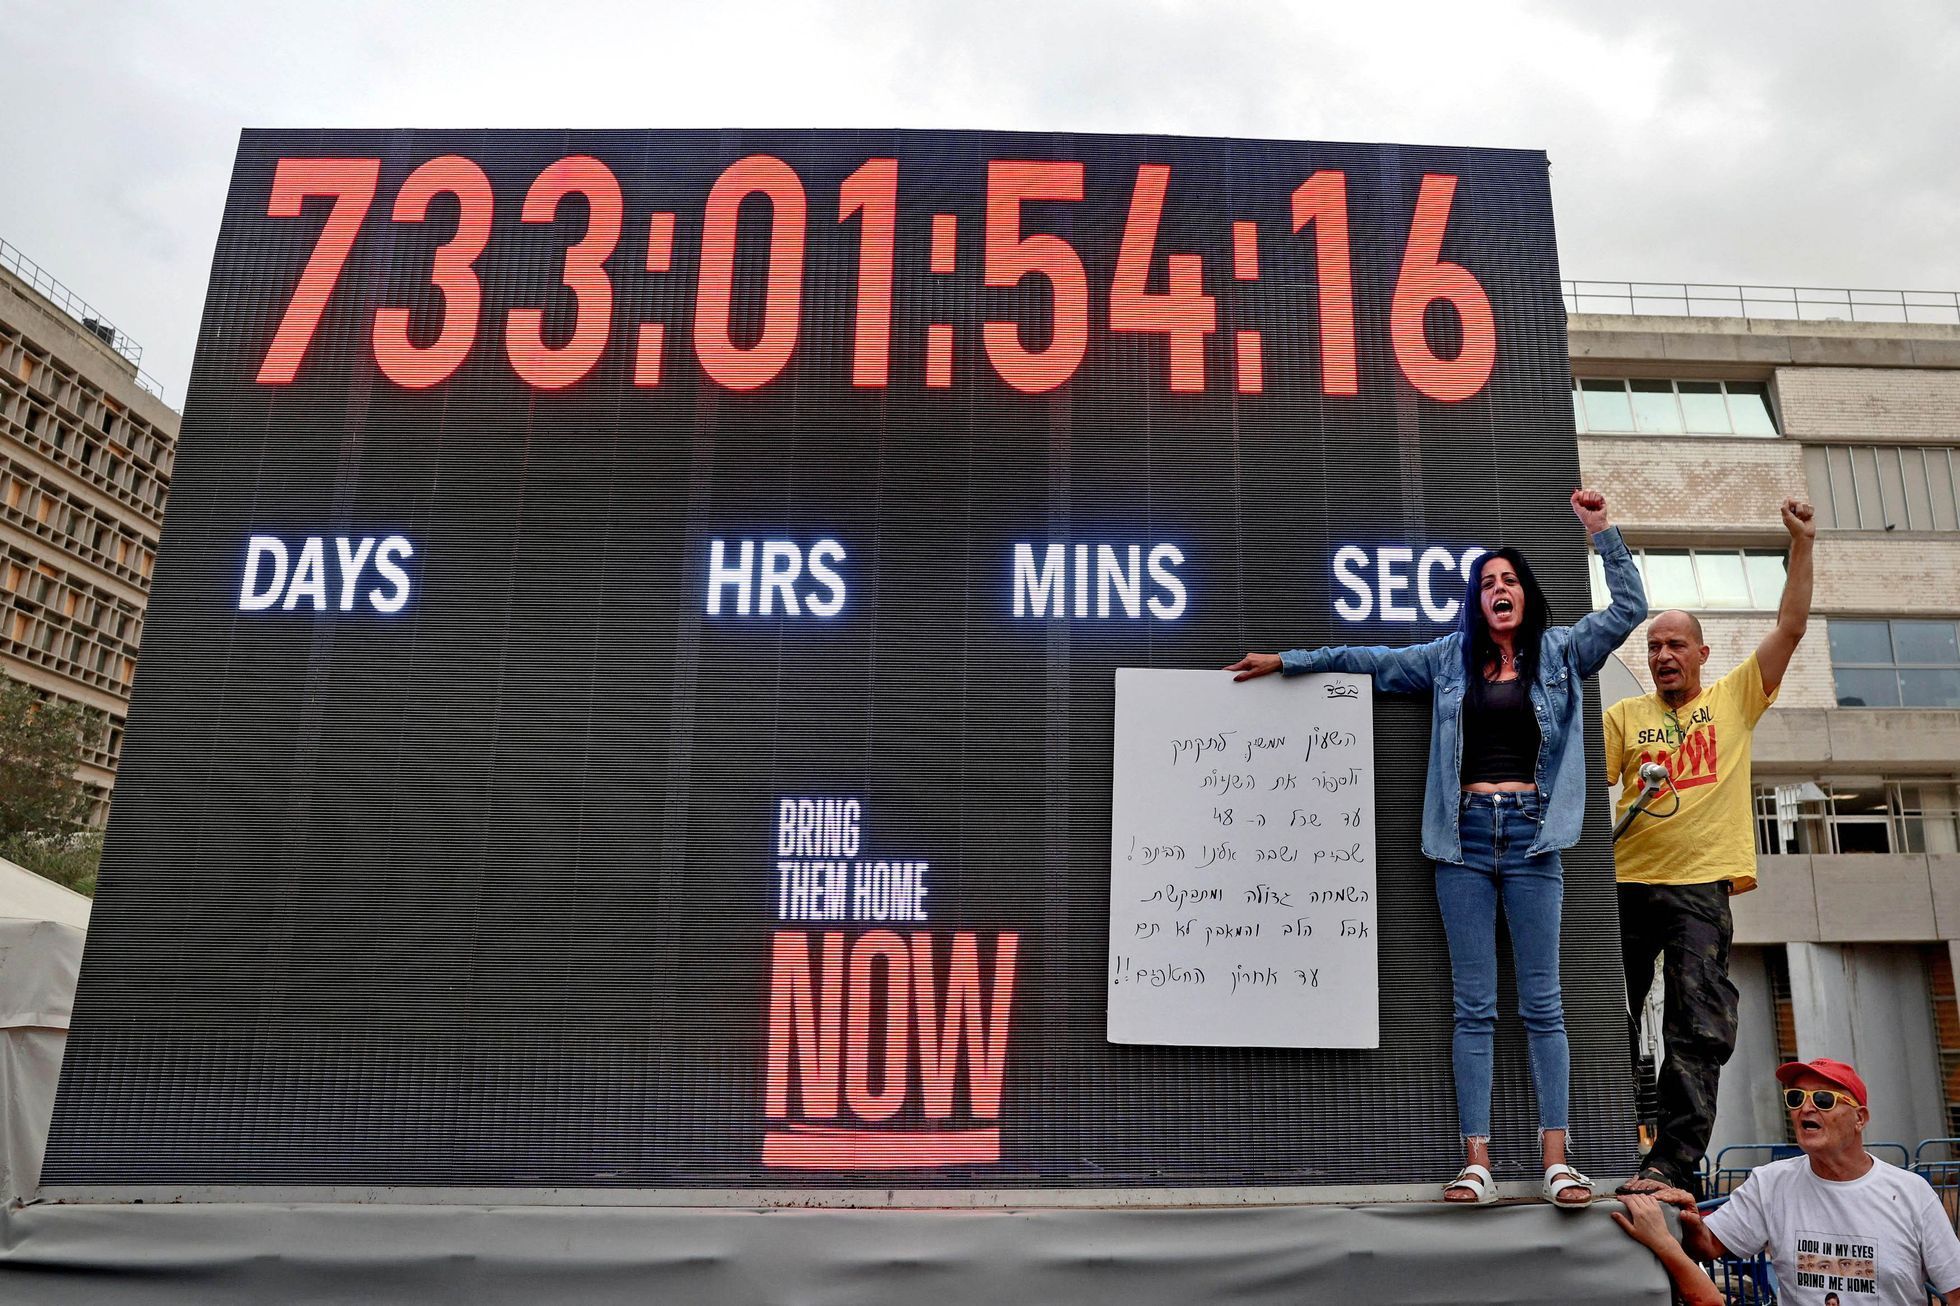 733:01:54:16
DAYS HRS MINS SECS
BRING
THEM HOME
NOW
בס"ד
השעון ממשיך לתקתק
ולספור את השניות
עד שכל ה-48
שבים ושבה אלינו הביתה!
השמחה גדולה ומתבקשת
אבל הלב והמאבק לא תם
עד אחרון החטופים!!
SEAL DEAL
NOW
LOOK IN MY EYES
BRING ME HOME